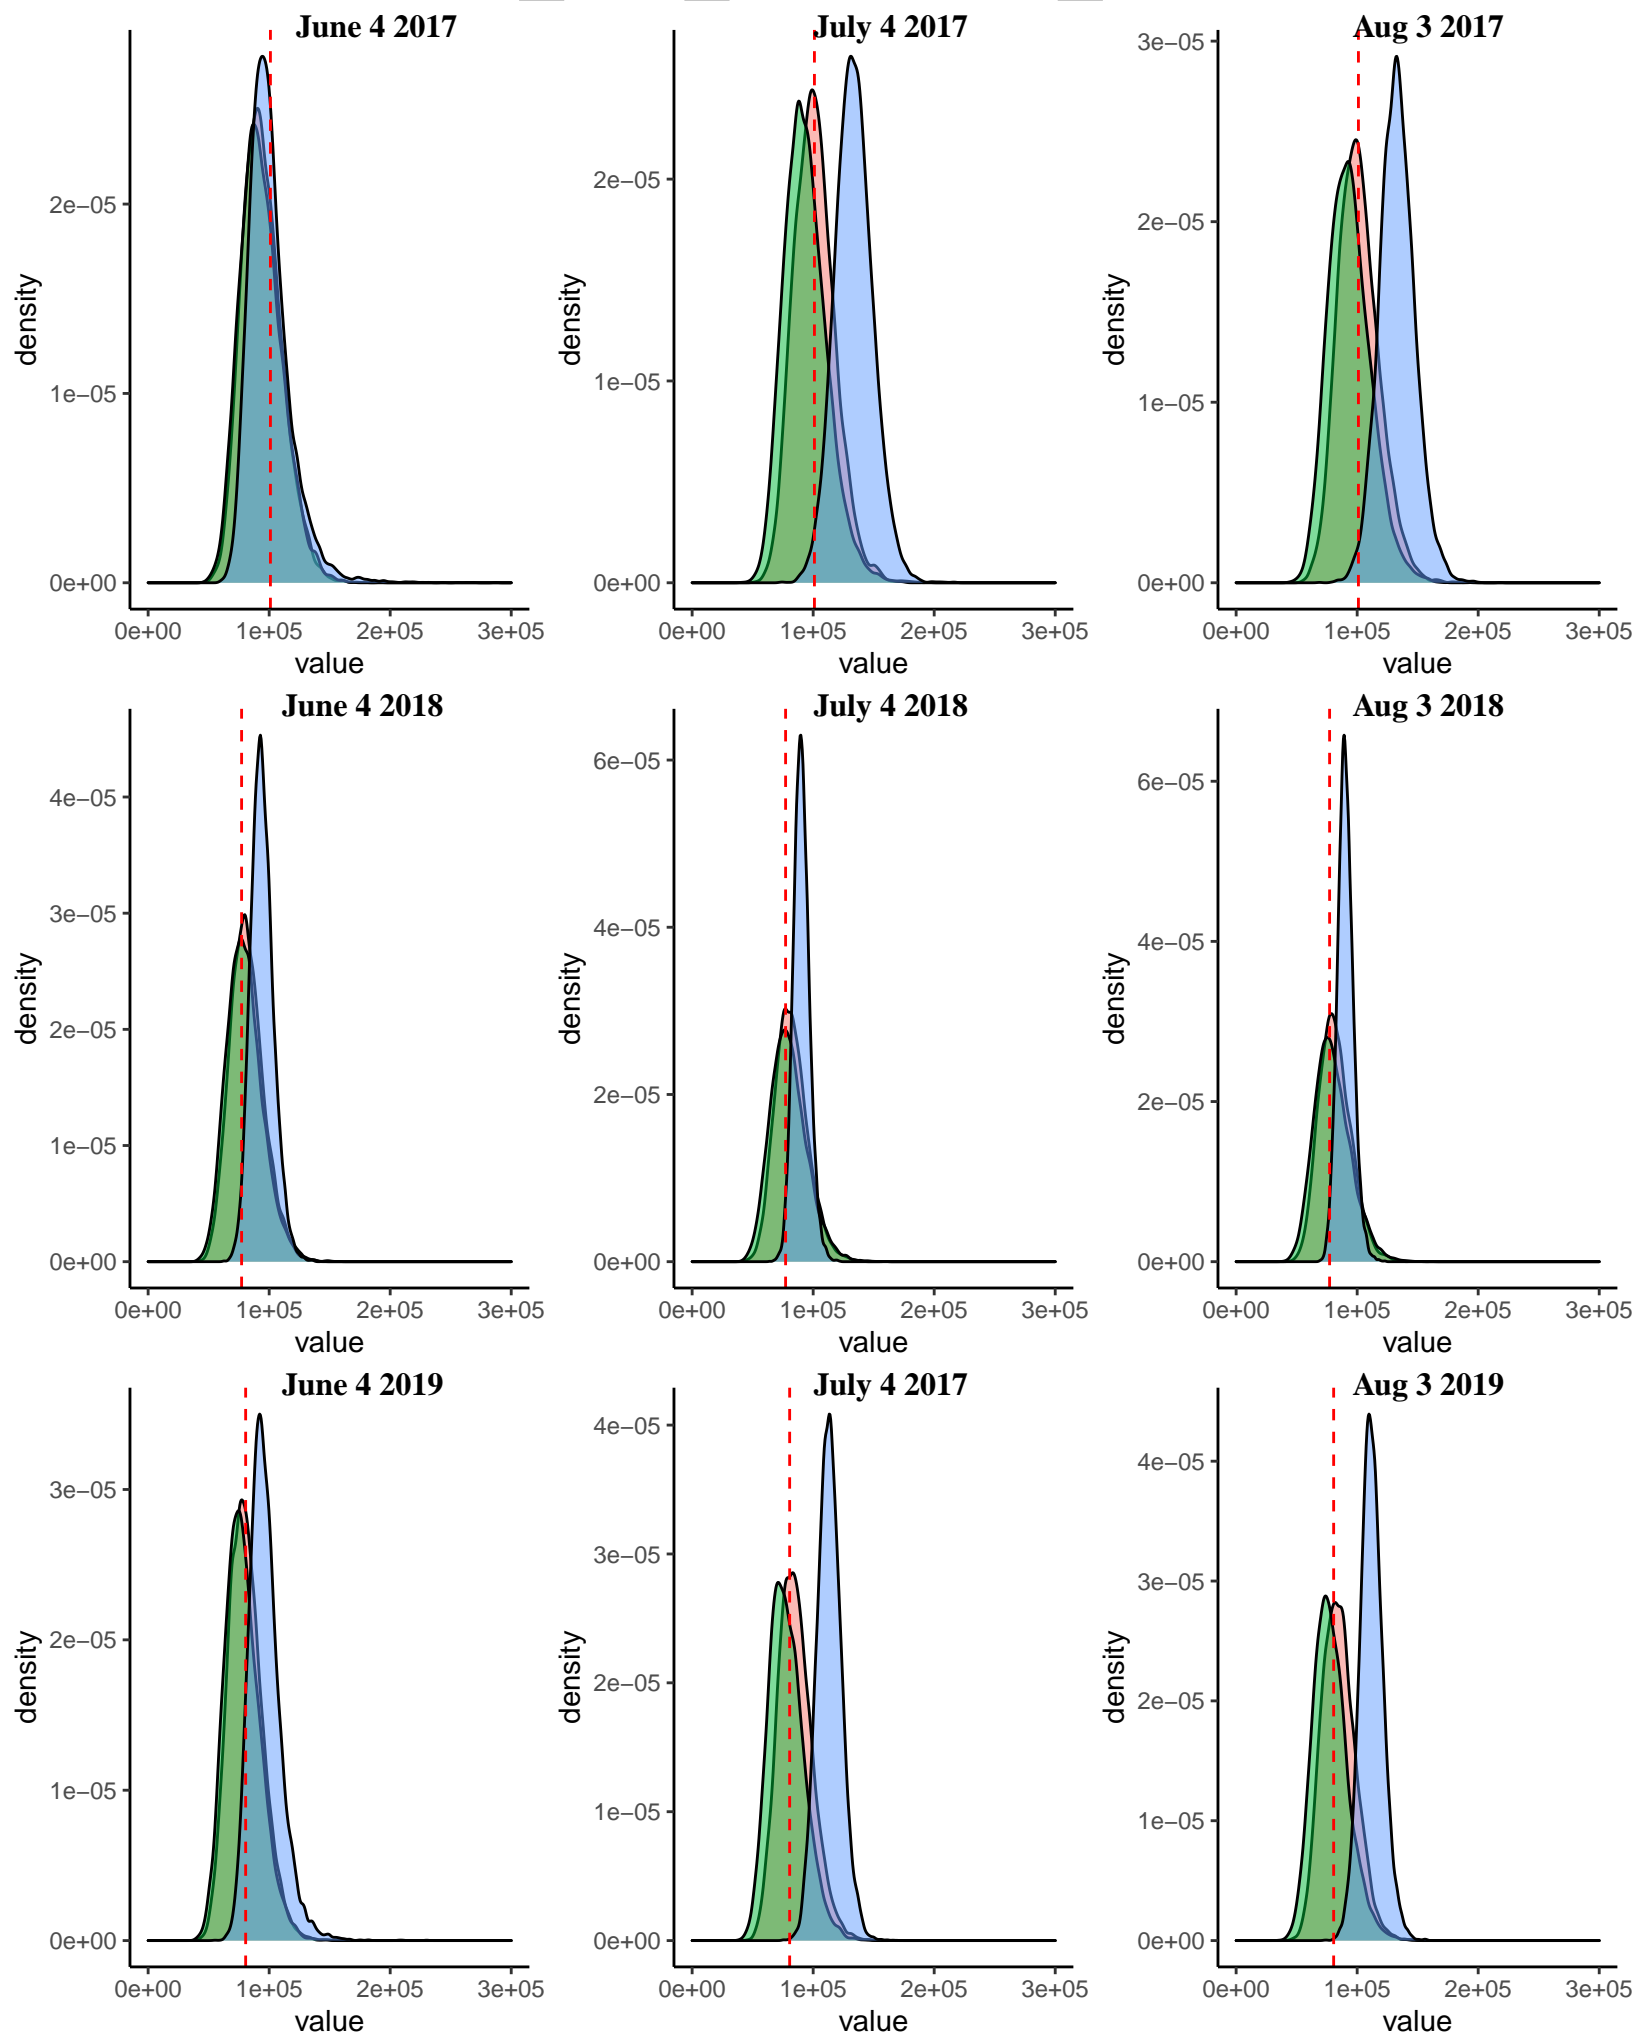 June 4 2017 July 4 2017 Aug 3 2017
3e−05
2e−05 2e−05 2e−05
density density density
1e−05 1e−05 1e−05
0e+00 0e+00 0e+00
0e+00 1e+05 2e+05 3e+05 0e+00 1e+05 2e+05 3e+05 0e+00 1e+05 2e+05 3e+05
value value value
June 4 2018 July 4 2018 Aug 3 2018
6e−05 6e−05
4e−05
4e−05 4e−05
3e−05
density density density
2e−05 2e−05 2e−05
1e−05
0e+00 0e+00 0e+00
0e+00 1e+05 2e+05 3e+05 0e+00 1e+05 2e+05 3e+05 0e+00 1e+05 2e+05 3e+05
value value value
June 4 2019 July 4 2017 Aug 3 2019
4e−05 4e−05
3e−05 3e−05 3e−05
density density density
2e−05 2e−05 2e−05
1e−05 1e−05 1e−05
0e+00 0e+00 0e+00
0e+00 1e+05 2e+05 3e+05 0e+00 1e+05 2e+05 3e+05 0e+00 1e+05 2e+05 3e+05
value value value